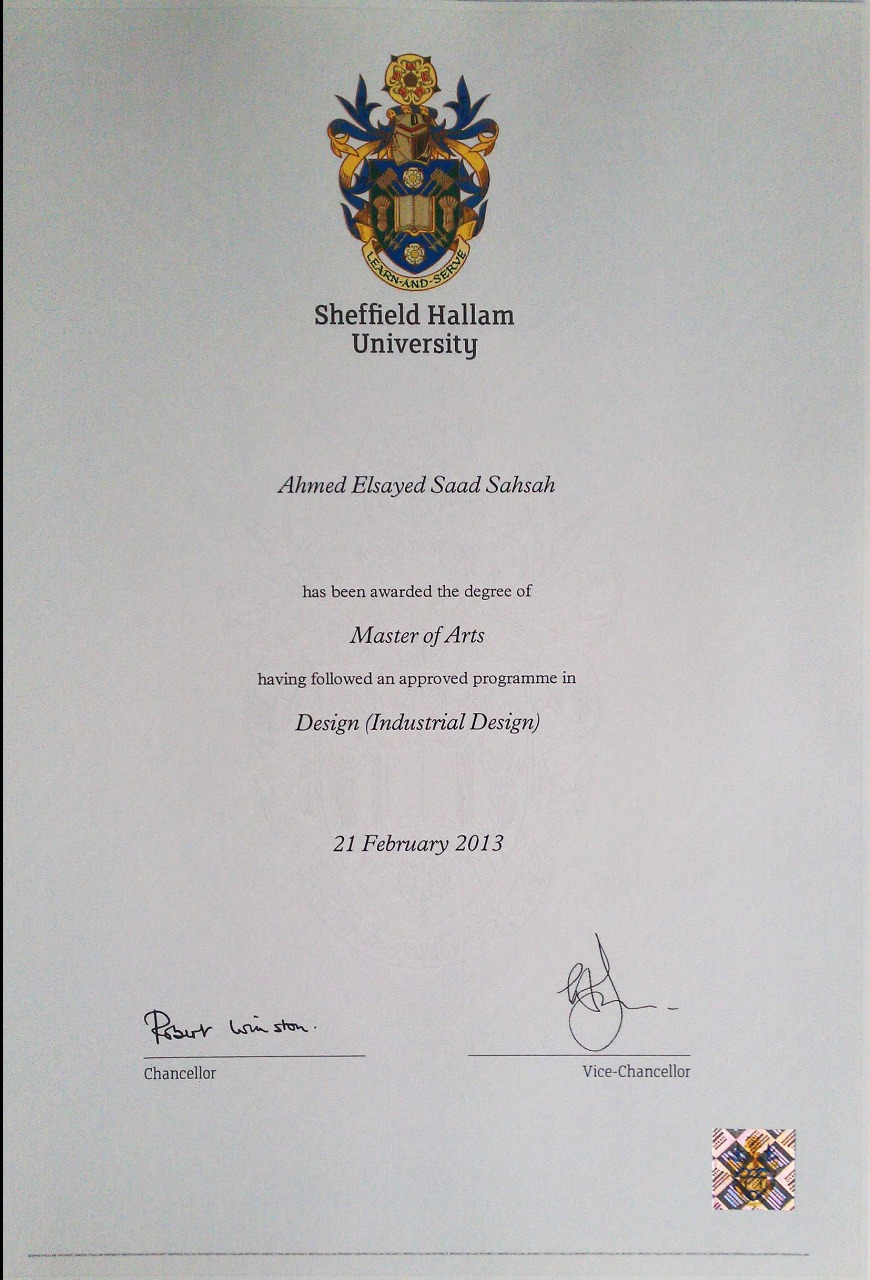 LEARN-AND-SERVE
Sheffield Hallam
University
Ahmed Elsayed Saad Sahsah
has been awarded the degree of
Master of Arts
having followed an approved programme in
Design (Industrial Design)
21 February 2013
Robert Winston.
Chancellor
Vice-Chancellor